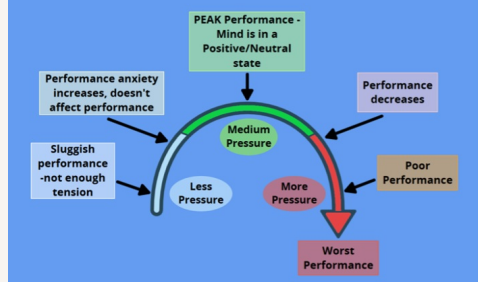 PEAK Performance -
Mind is in a
Positive/Neutral
state
Performance anxiety
increases, doesn't
affect performance
Performance
decreases
Sluggish
performance
-not enough
tension
Medium
Pressure
Less
Pressure
More
Pressure
Poor
Performance
Worst
Performance